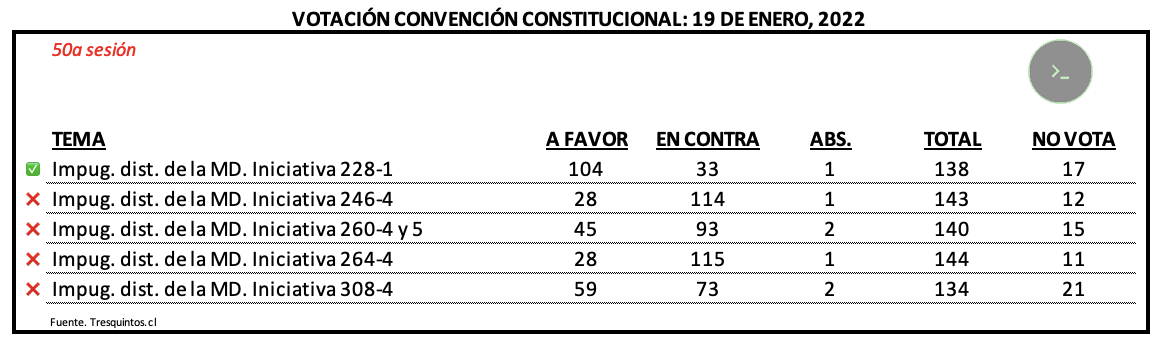 VOTACIÓN CONVENCIÓN CONSTITUCIONAL: 19 DE ENERO, 2022
50a sesión
>_
TEMA A FAVOR EN CONTRA ABS. TOTAL NO VOTA
✅ Impug. dist. de la MD. Iniciativa 228-1 104 33 1 138 17
❌ Impug. dist. de la MD. Iniciativa 246-4 28 114 1 143 12
❌ Impug. dist. de la MD. Iniciativa 260-4 y 5 45 93 2 140 15
❌ Impug. dist. de la MD. Iniciativa 264-4 28 115 1 144 11
❌ Impug. dist. de la MD. Iniciativa 308-4 59 73 2 134 21
Fuente. Tresquintos.cl